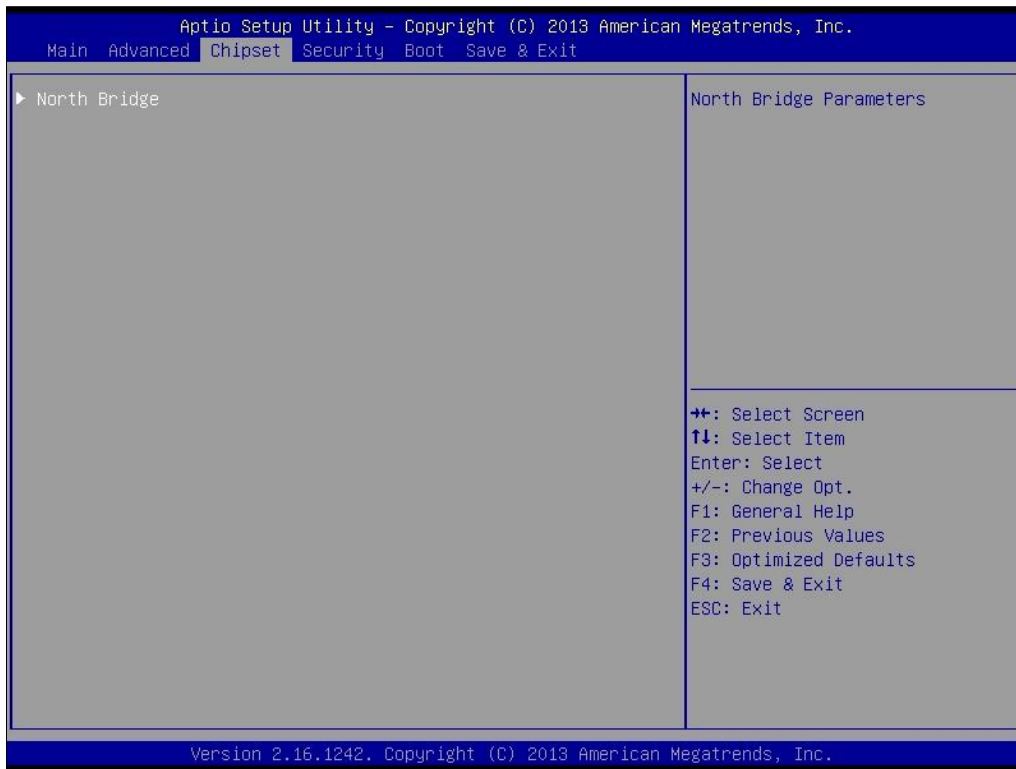 Aptio Setup Utility – Copyright (C) 2013 American Megatrends, Inc.
Main Advanced Chipset Security Boot Save & Exit
▶ North Bridge
North Bridge Parameters
→←: Select Screen
↑↓: Select Item
Enter: Select
+/-: Change Opt.
F1: General Help
F2: Previous Values
F3: Optimized Defaults
F4: Save & Exit
ESC: Exit
Version 2.16.1242. Copyright (C) 2013 American Megatrends, Inc.